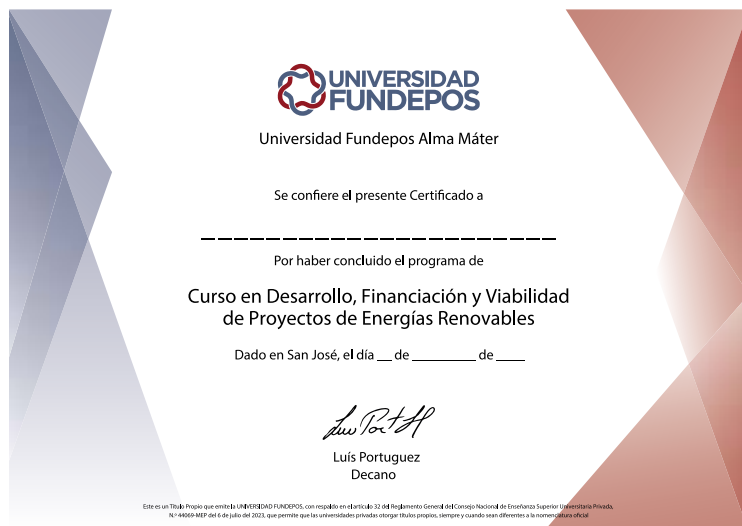 UNIVERSIDAD
FUNDEPOS
Universidad Fundepos Alma Máter
Se confiere el presente Certificado a
Por haber concluido el programa de
Curso en Desarrollo, Financiación y Viabilidad
de Proyectos de Energías Renovables
Dado en San José, el día __ de ________ de ____
Luís Portuguez
Decano
Este es un Título Propio que emite la UNIVERSIDAD FUNDEPOS, con respaldo en el artículo 32 del Reglamento General del Consejo Nacional de Enseñanza Superior Universitaria Privada,
N.º 44069-MEP del 6 de julio del 2023, que permite que las universidades privadas otorgar títulos propios, siempre y cuando sean diferentes a la nomenclatura oficial